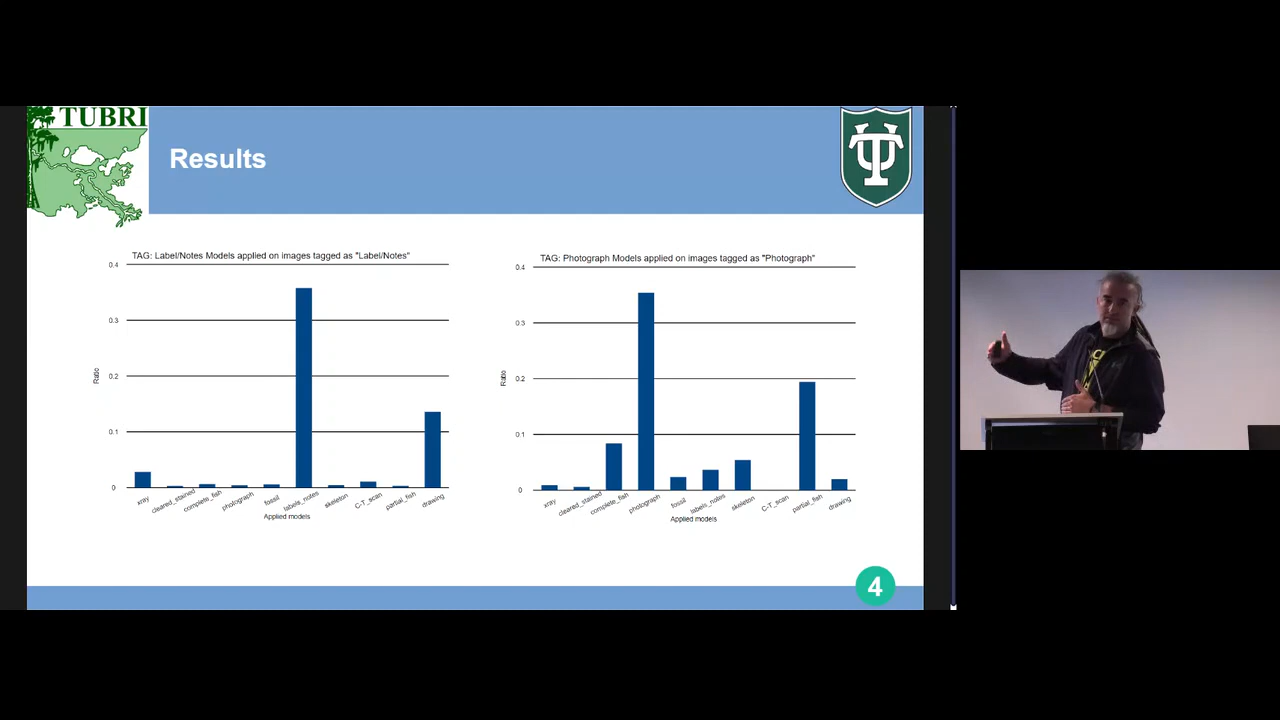 TUBRI
Results
TAG: Label/Notes Models applied on images tagged as "Label/Notes"
0.4
0.3
0.2
0.1
0
Ratio
xray
cleared_stained
complete_fish
photograph
fossil
labels_notes
skeleton
C-T_scan
partial_fish
drawing
Applied models
TAG: Photograph Models applied on images tagged as "Photograph"
0.4
0.3
0.2
0.1
0
Ratio
xray
cleared_stained
complete_fish
photograph
fossil
labels_notes
skeleton
C-T_scan
partial_fish
drawing
Applied models
4